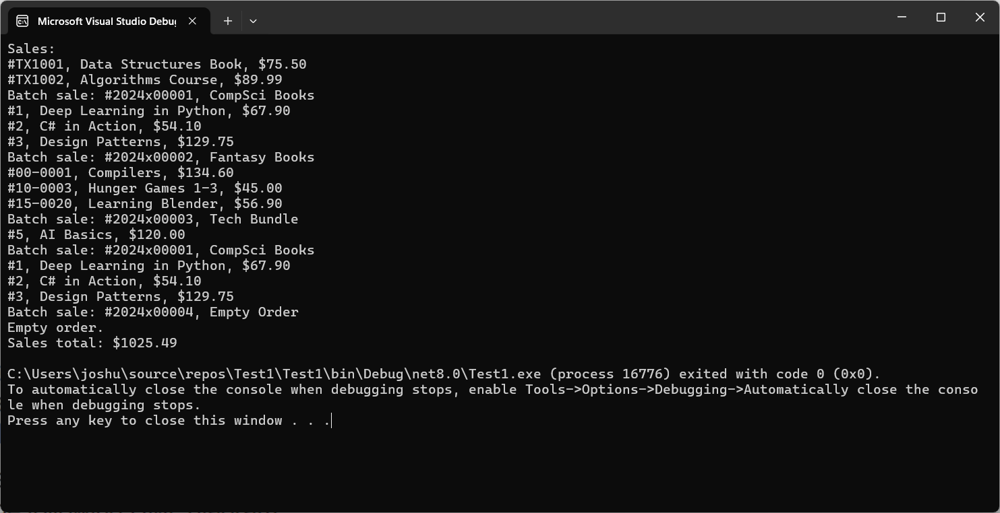 Microsoft Visual Studio Debu
Sales:
#TX1001, Data Structures Book, $75.50
#TX1002, Algorithms Course, $89.99
Batch sale: #2024x00001, CompSci Books
#1, Deep Learning in Python, $67.90
#2, C# in Action, $54.10
#3, Design Patterns, $129.75
Batch sale: #2024x00002, Fantasy Books
#00-0001, Compilers, $134.60
#10-0003, Hunger Games 1-3, $45.00
#15-0020, Learning Blender, $56.90
Batch sale: #2024x00003, Tech Bundle
#5, AI Basics, $120.00
Batch sale: #2024x00001, CompSci Books
#1, Deep Learning in Python, $67.90
#2, C# in Action, $54.10
#3, Design Patterns, $129.75
Batch sale: #2024x00004, Empty Order
Empty order.
Sales total: $1025.49
C:\Users\joshu\source\repos\Test1\Test1\bin\Debug\net8.0\Test1.exe (process 16776) exited with code 0 (0x0).
To automatically close the console when debugging stops, enable Tools->Options->Debugging->Automatically close the conso
le when debugging stops.
Press any key to close this window . . .